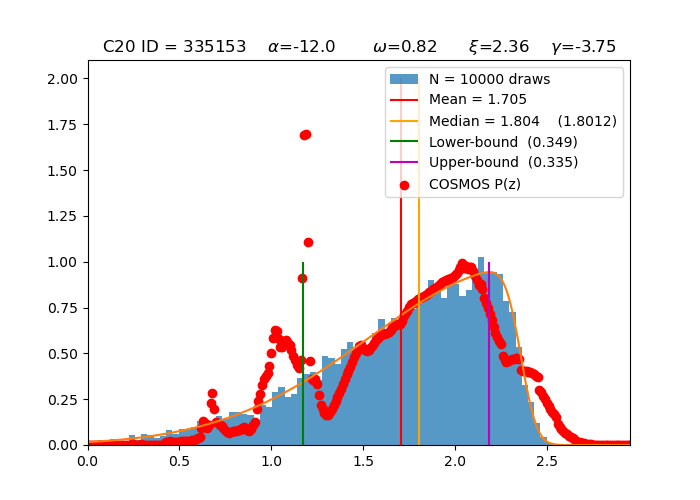 C20 ID = 335153 α=-12.0 ω=0.82 ξ=2.36 γ=-3.75
N = 10000 draws
Mean = 1.705
Median = 1.804 (1.8012)
Lower-bound (0.349)
Upper-bound (0.335)
COSMOS P(z)
2.00
1.75
1.50
1.25
1.00
0.75
0.50
0.25
0.00
0.0 0.5 1.0 1.5 2.0 2.5